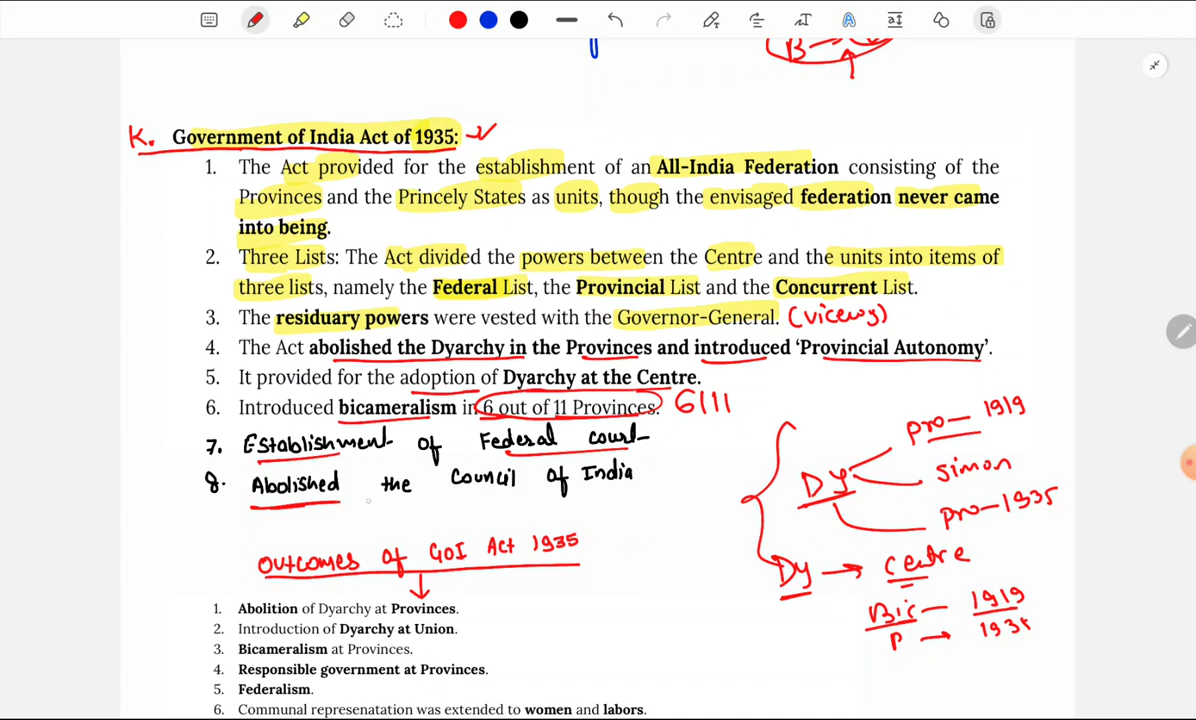 B
K. Government of India Act of 1935:
1. The Act provided for the establishment of an All-India Federation consisting of the
Provinces and the Princely States as units, though the envisaged federation never came
into being.
2. Three Lists: The Act divided the powers between the Centre and the units into items of
three lists, namely the Federal List, the Provincial List and the Concurrent List.
3. The residuary powers were vested with the Governor-General. (viceroy)
4. The Act abolished the Dyarchy in the Provinces and introduced ‘Provincial Autonomy’.
5. It provided for the adoption of Dyarchy at the Centre.
6. Introduced bicameralism in 6 out of 11 Provinces. 6/11
7. Establishment of Federal court
8. Abolished the Council of India
Dy
pro — 1919
simon
pro — 1935
Dy → centre
Bic — 1919
P → 1935
Outcomes of GOI Act 1935
1. Abolition of Dyarchy at Provinces.
2. Introduction of Dyarchy at Union.
3. Bicameralism at Provinces.
4. Responsible government at Provinces.
5. Federalism.
6. Communal represenatation was extended to women and labors.